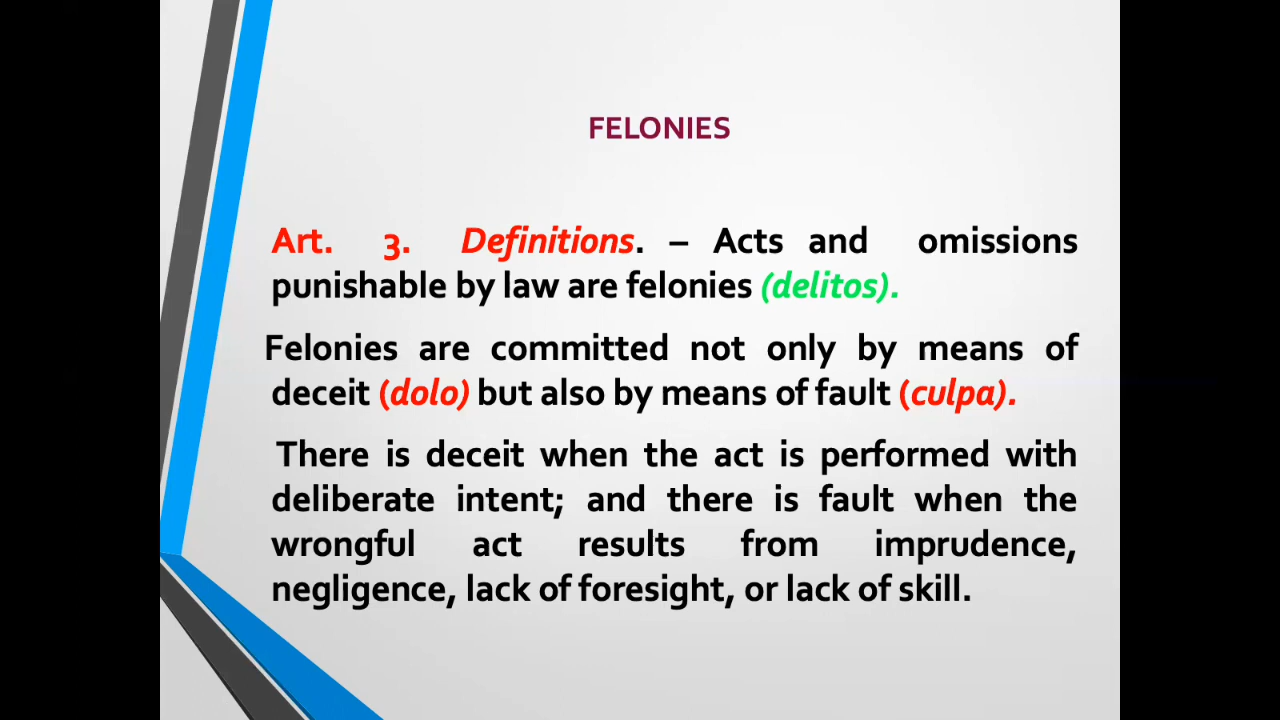 FELONIES
Art. 3. Definitions. – Acts and omissions
punishable by law are felonies (delitos).
Felonies are committed not only by means of
deceit (dolo) but also by means of fault (culpa).
There is deceit when the act is performed with
deliberate intent; and there is fault when the
wrongful act results from imprudence,
negligence, lack of foresight, or lack of skill.